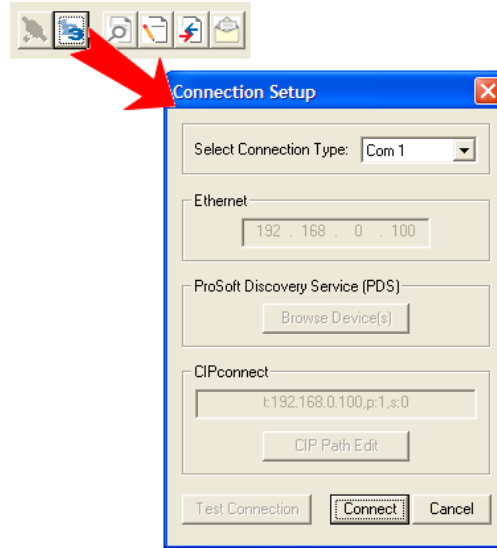 Connection Setup
Select Connection Type: Com 1
Ethernet
192 . 168 . 0 . 100
ProSoft Discovery Service (PDS)
Browse Device(s)
CIPconnect
t:192.168.0.100,p:1,s:0
CIP Path Edit
Test Connection Connect Cancel